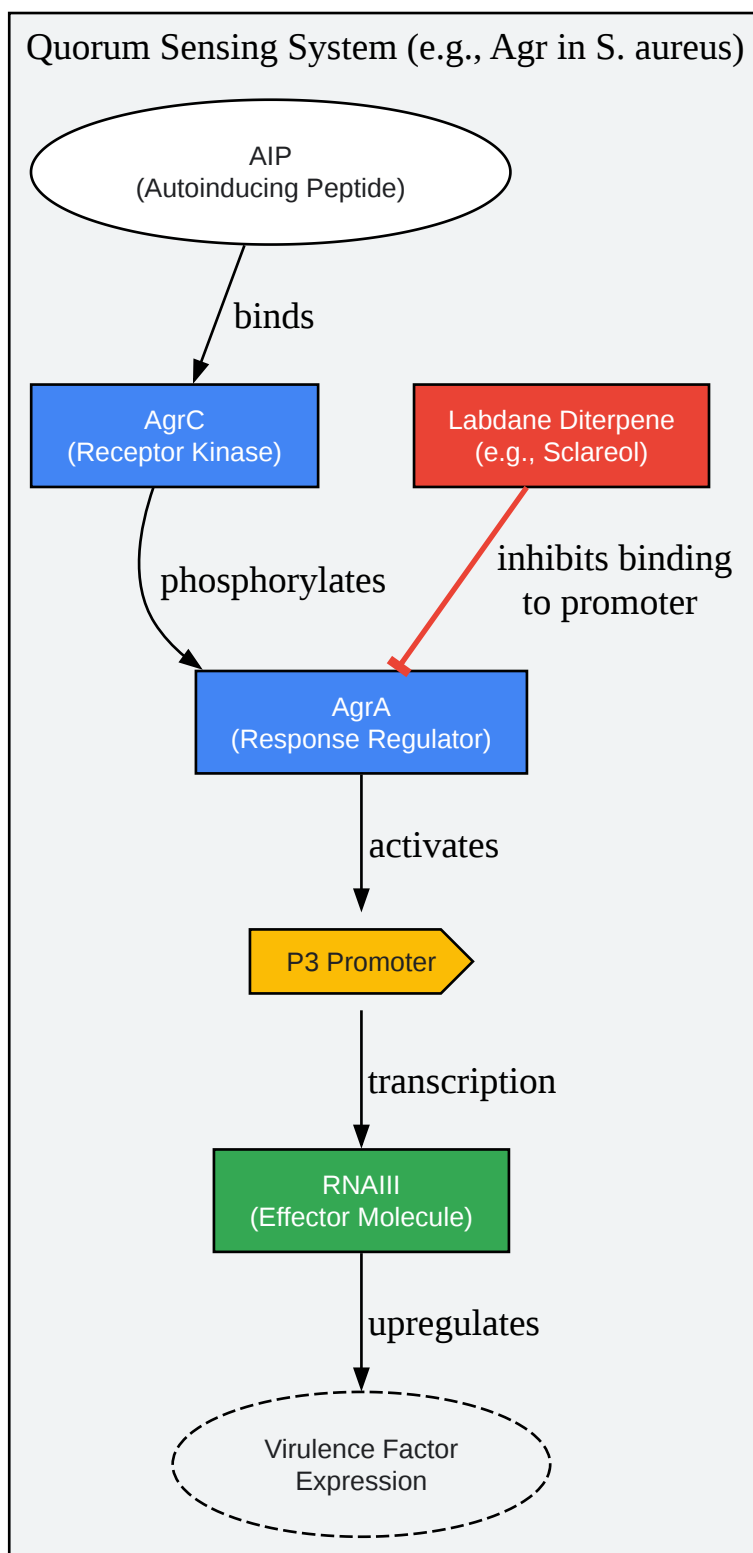 Quorum Sensing System (e.g., Agr in S. aureus)
AIP
(Autoinducing Peptide)
binds
AgrC
(Receptor Kinase)
Labdane Diterpene
(e.g., Sclareol)
phosphorylates
inhibits binding
to promoter
AgrA
(Response Regulator)
activates
P3 Promoter
transcription
RNAIII
(Effector Molecule)
upregulates
Virulence Factor
Expression